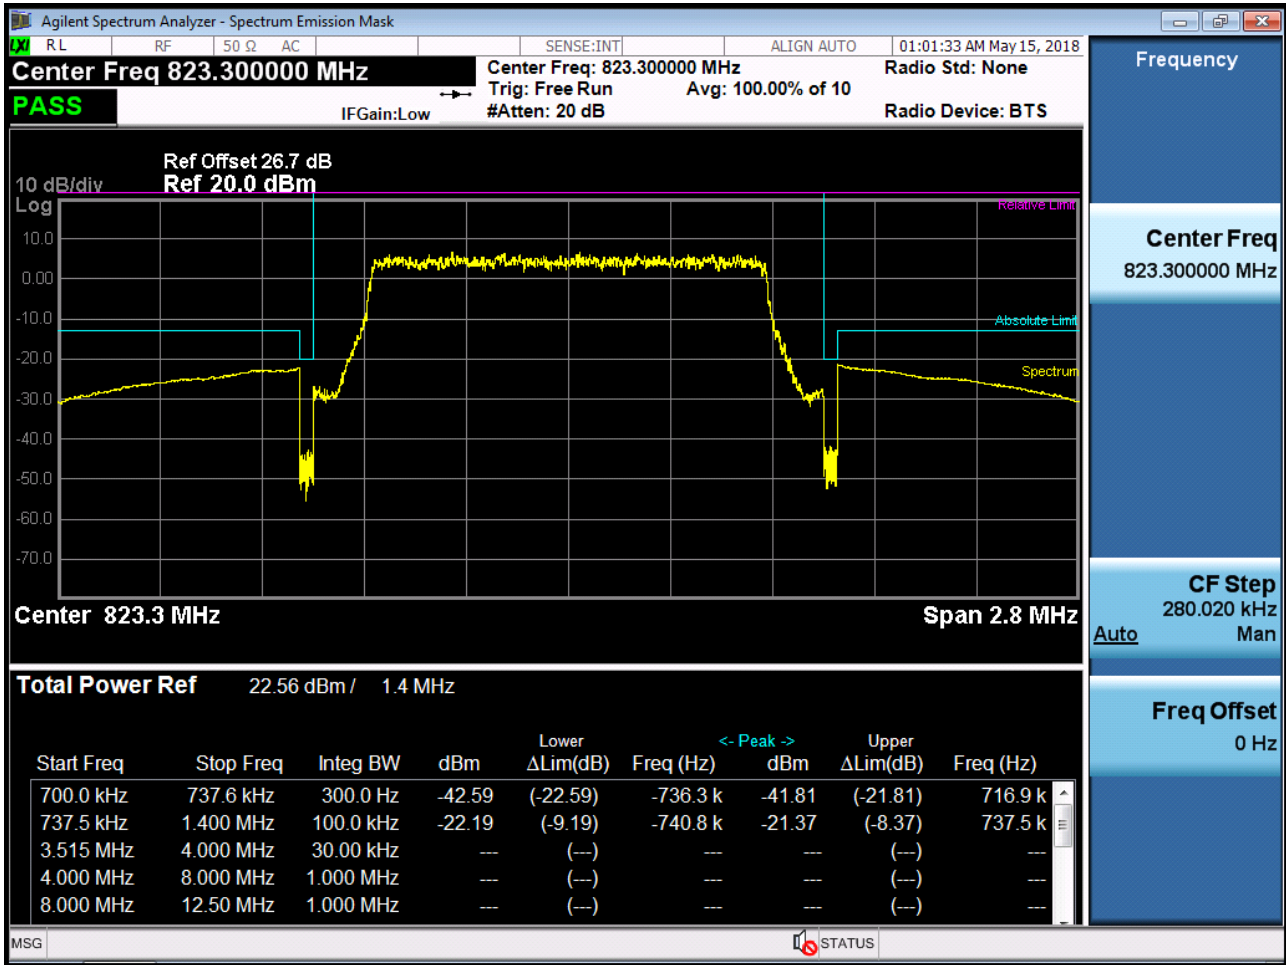 Agilent Spectrum Analyzer - Spectrum Emission Mask
LXI RL RF 50 Ω AC SENSE:INT ALIGN AUTO 01:01:33 AM May 15, 2018
Center Freq 823.300000 MHz
PASS
IFGain:Low
Center Freq: 823.300000 MHz
Trig: Free Run Avg: 100.00% of 10
#Atten: 20 dB
Radio Std: None
Radio Device: BTS
Ref Offset 26.7 dB
10 dB/div Ref 20.0 dBm
Log
Relative Limit
10.0
0.00
-10.0
Absolute Limit
-20.0
Spectrum
-30.0
-40.0
-50.0
-60.0
-70.0
Center 823.3 MHz Span 2.8 MHz
Total Power Ref 22.56 dBm / 1.4 MHz
Lower <- Peak -> Upper
Start Freq Stop Freq Integ BW dBm ΔLim(dB) Freq (Hz) dBm ΔLim(dB) Freq (Hz)
700.0 kHz 737.6 kHz 300.0 Hz -42.59 (-22.59) -736.3 k -41.81 (-21.81) 716.9 k
737.5 kHz 1.400 MHz 100.0 kHz -22.19 (-9.19) -740.8 k -21.37 (-8.37) 737.5 k
3.515 MHz 4.000 MHz 30.00 kHz --- (---) --- --- (---) ---
4.000 MHz 8.000 MHz 1.000 MHz --- (---) --- --- (---) ---
8.000 MHz 12.50 MHz 1.000 MHz --- (---) --- --- (---) ---
MSG STATUS
Frequency
Center Freq
823.300000 MHz
CF Step
280.020 kHz
Auto Man
Freq Offset
0 Hz